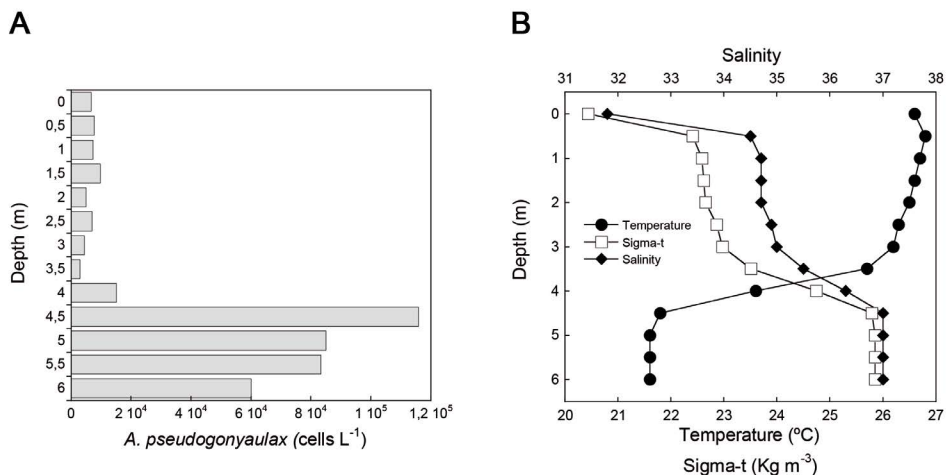 A
Depth (m)
0
0,5
1
1,5
2
2,5
3
3,5
4
4,5
5
5,5
6
0 2 10⁴ 4 10⁴ 6 10⁴ 8 10⁴ 1 10⁵ 1,2 10⁵
A. pseudogonyaulax (cells L⁻¹)
B
Salinity
31 32 33 34 35 36 37 38
Depth (m)
0
1
2
3
4
5
6
Temperature
Sigma-t
Salinity
20 21 22 23 24 25 26 27
Temperature (ºC)
Sigma-t (Kg m⁻³)